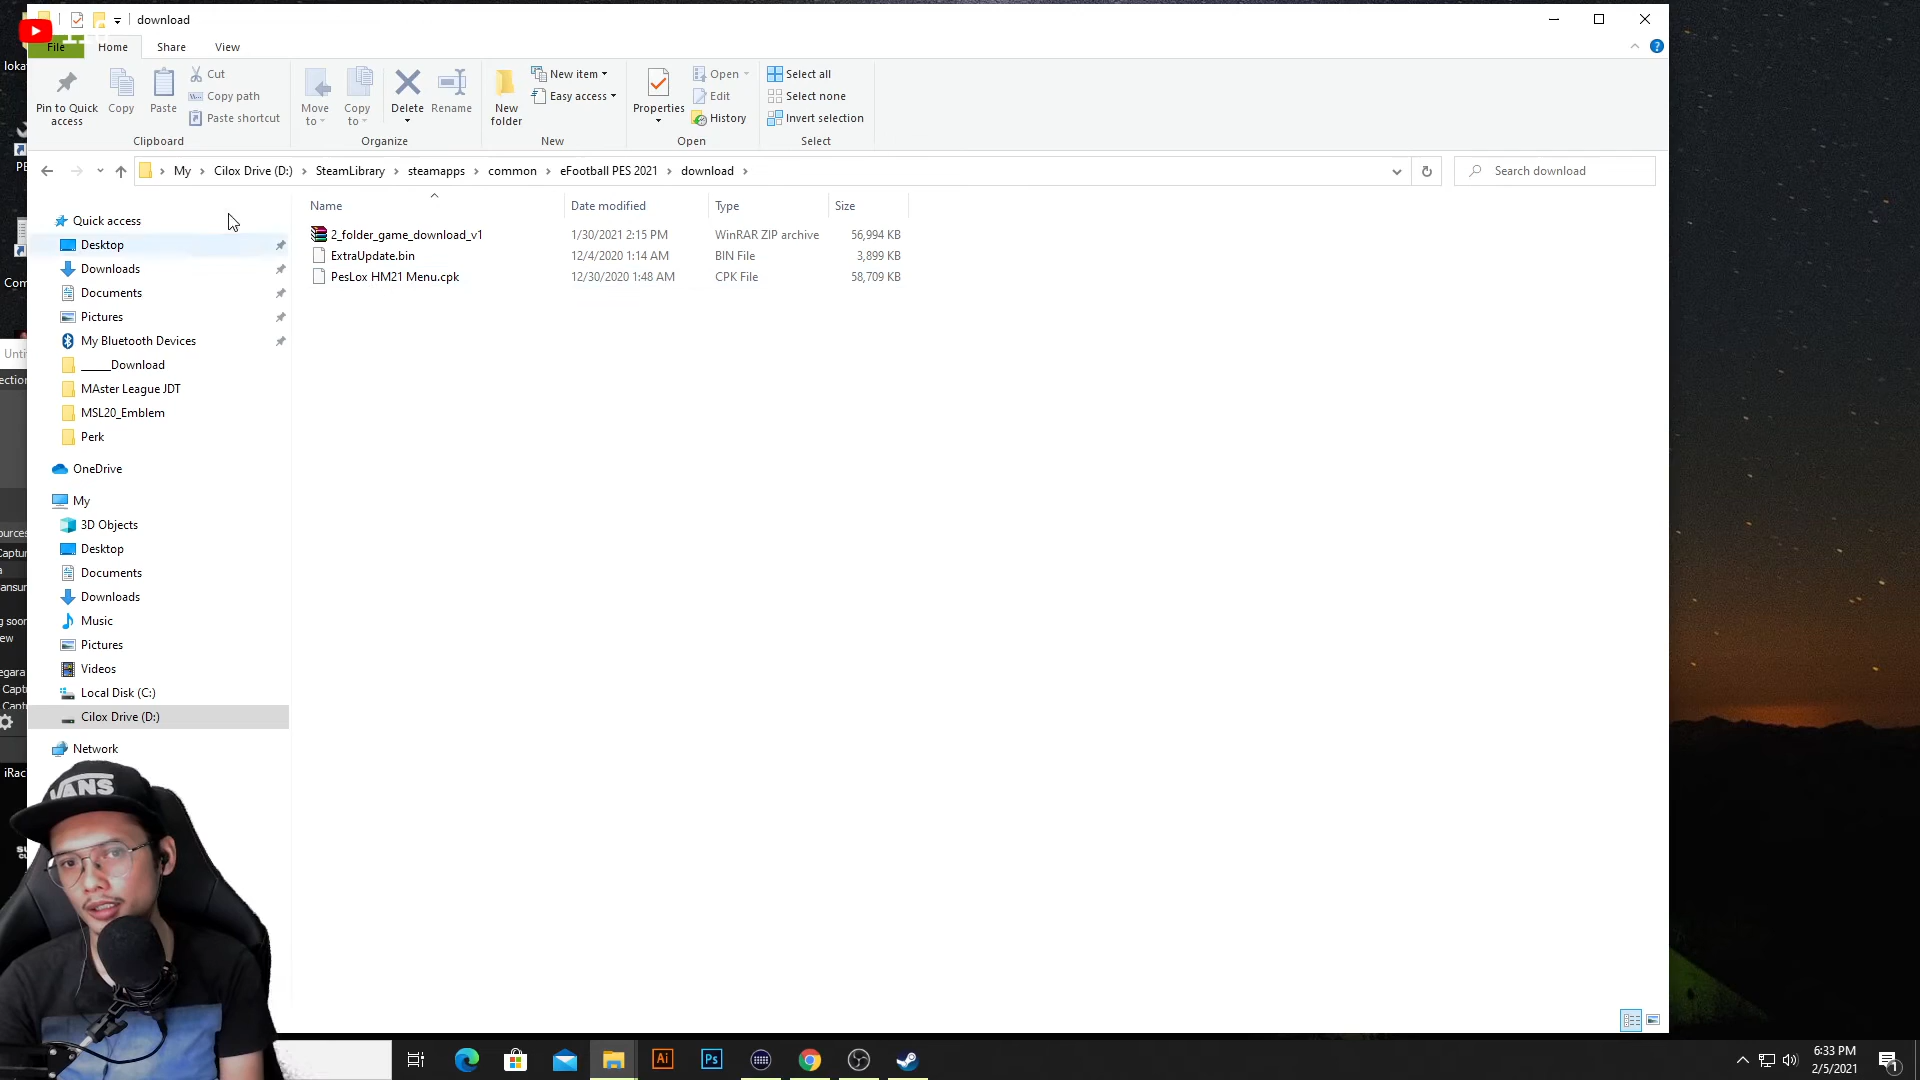 download
File Home Share View
Pin to Quick access
Copy
Paste
Cut
Copy path
Paste shortcut
Clipboard
Move to
Copy to
Delete
Rename
Organize
New folder
New item
Easy access
New
Properties
Open
Edit
History
Open
Select all
Select none
Invert selection
Select
My
Cilox Drive (D:)
SteamLibrary
steamapps
common
eFootball PES 2021
download
Search download
Name Date modified Type Size
2_folder_game_download_v1 1/30/2021 2:15 PM WinRAR ZIP archive 56,994 KB
ExtraUpdate.bin 12/4/2020 1:14 AM BIN File 3,899 KB
PesLox HM21 Menu.cpk 12/30/2020 1:48 AM CPK File 58,709 KB
Quick access
Desktop
Downloads
Documents
Pictures
My Bluetooth Devices
_____Download
MAster League JDT
MSL20_Emblem
Perk
OneDrive
My
3D Objects
Desktop
Documents
Downloads
Music
Pictures
Videos
Local Disk (C:)
Cilox Drive (D:)
Network
VANS
Ai
Ps
6:33 PM
2/5/2021
1